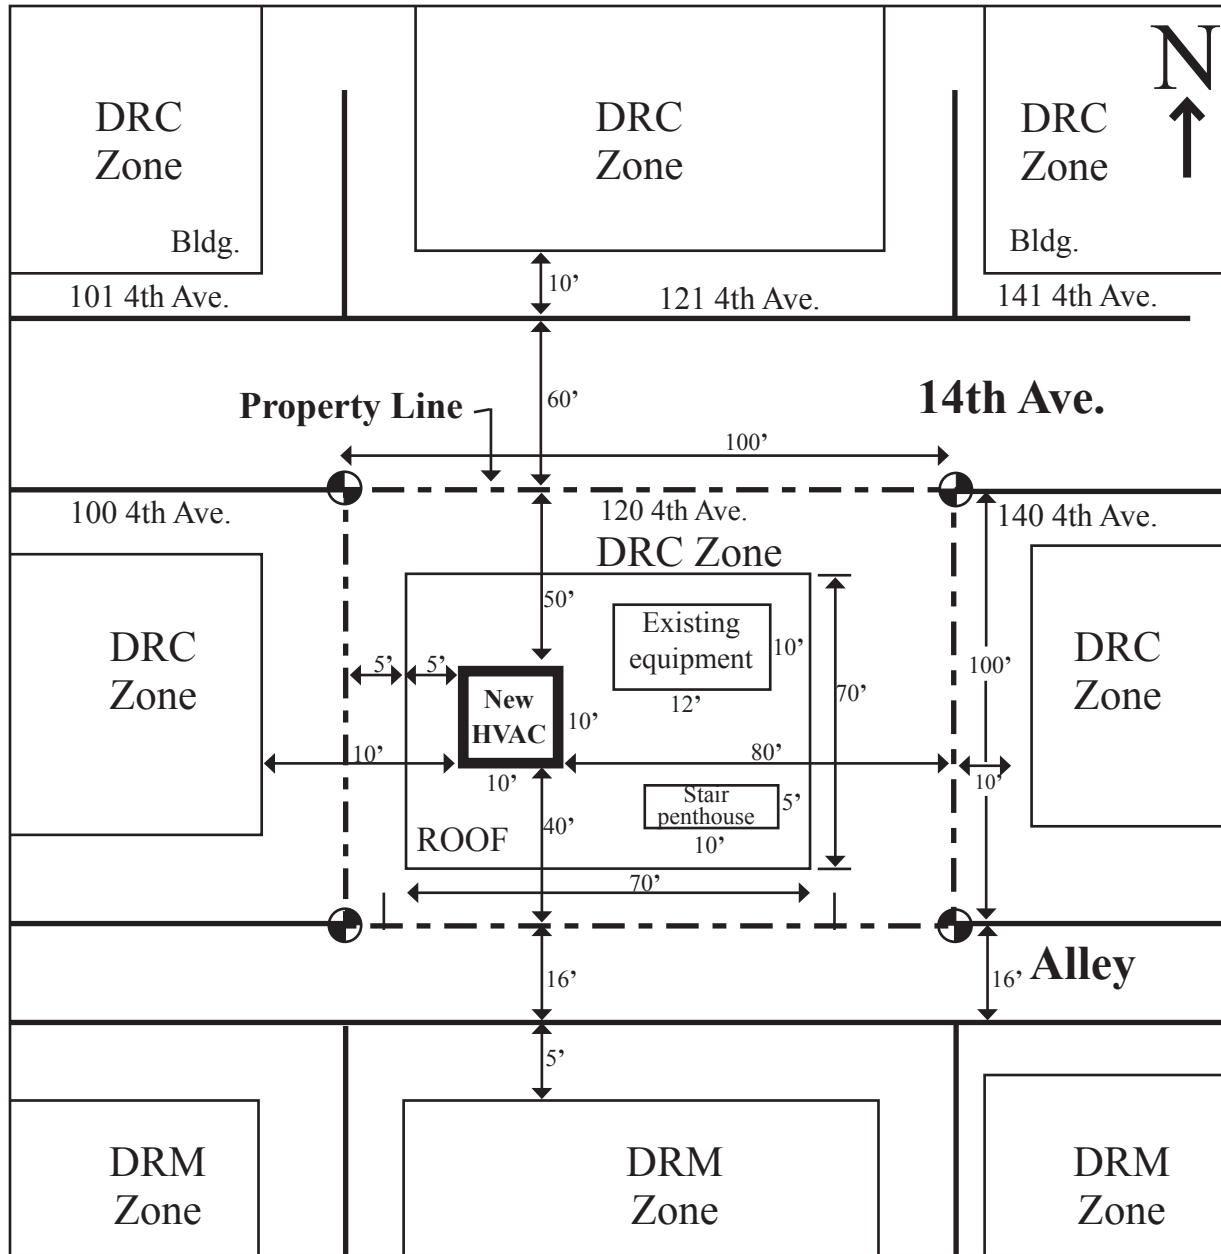 N
DRC
Zone
DRC
Zone
DRC
Zone
Bldg.
Bldg.
10’
101 4th Ave.
121 4th Ave.
141 4th Ave.
60’
14th Ave.
Property Line
100’
100 4th Ave.
120 4th Ave.
140 4th Ave.
DRC Zone
50’
Existing
equipment
10’
12’
DRC
Zone
DRC
Zone
5’
5’
100’
70’
New
HVAC
10’
10’
10’
80’
10’
Stair
penthouse
5’
10’
40’
ROOF
70’
16’
16’
Alley
5’
DRM
Zone
DRM
Zone
DRM
Zone